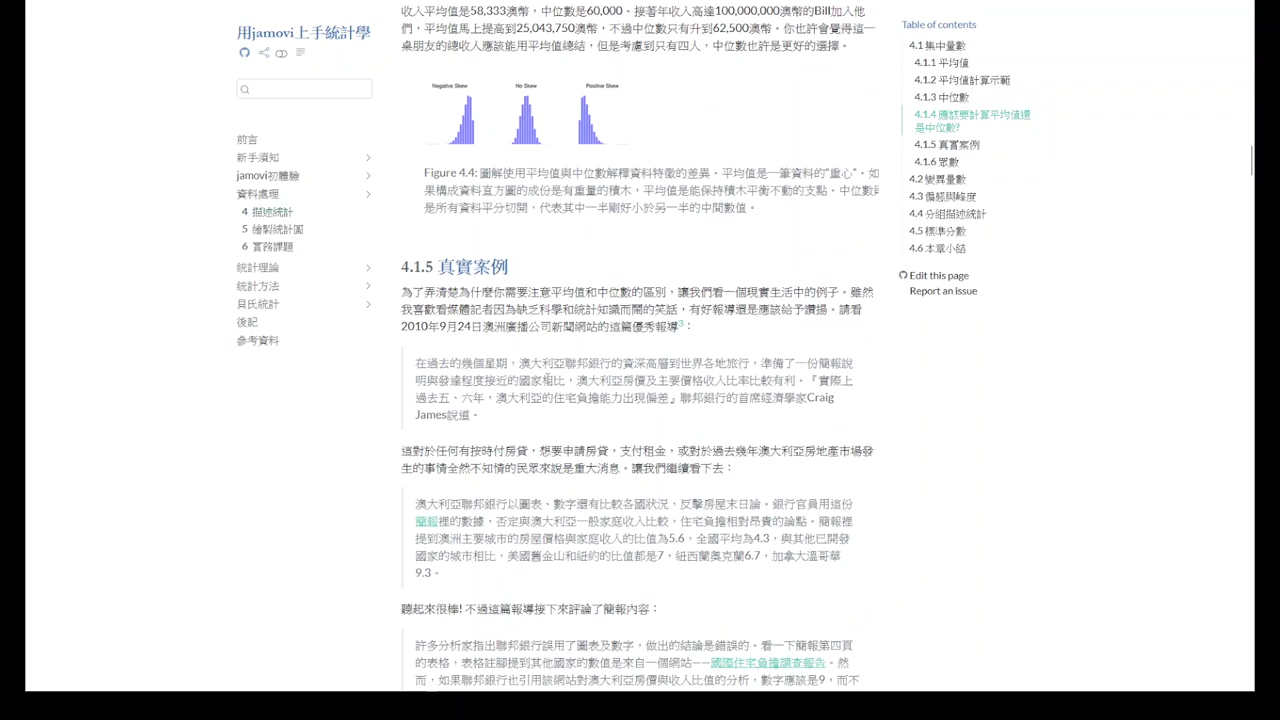 用jamovi上手統計學
前言
新手須知
jamovi初體驗
資料處理
4 描述統計
5 繪製統計圖
6 實務課題
統計理論
統計方法
貝氏統計
後記
參考資料
收入平均值是58,333澳幣，中位數是60,000。接著年收入高達100,000,000澳幣的Bill加入他
們，平均值馬上提高到25,043,750澳幣，不過中位數只有升到62,500澳幣。你也許會覺得這一
桌朋友的總收入應該能用平均值總結，但是考慮到只有四人，中位數也許是更好的選擇。
Negative Skew No Skew Positive Skew
Figure 4.4: 圖解使用平均值與中位數解釋資料特徵的差異。平均值是一筆資料的“重心”。如
果構成資料直方圖的成份是有重量的積木，平均值是能保持積木平衡不動的支點。中位數
是所有資料平分切開，代表其中一半剛好小於另一半的中間數值。
4.1.5 真實案例
為了弄清楚為什麼你需要注意平均值和中位數的區別，讓我們看一個現實生活中的例子。雖然
我喜歡看媒體記者因為缺乏科學和統計知識而鬧的笑話，有好報導還是應該給予讚揚。請看
2010年9月24日澳洲廣播公司新聞網站的這篇優秀報導3：
在過去的幾個星期，澳大利亞聯邦銀行的資深高層到世界各地旅行，準備了一份簡報說
明與發達程度接近的國家相比，澳大利亞房價及主要價格收入比率比較有利。『實際上
過去五、六年，澳大利亞的住宅負擔能力出現偏差』聯邦銀行的首席經濟學家Craig
James說道。
這對於任何有按時付房貸，想要申請房貸，支付租金，或對於過去幾年澳大利亞房地產市場發
生的事情全然不知情的民眾來說是重大消息。讓我們繼續看下去：
澳大利亞聯邦銀行以圖表、數字還有比較各國狀況，反擊房屋末日論。銀行官員用這份
簡報裡的數據，否定與澳大利亞一般家庭收入比較，住宅負擔相對昂貴的論點。簡報裡
提到澳洲主要城市的房屋價格與家庭收入的比值為5.6，全國平均為4.3，與其他已開發
國家的城市相比，美國舊金山和紐約的比值都是7，紐西蘭奧克蘭6.7，加拿大溫哥華
9.3。
聽起來很棒! 不過這篇報導接下來評論了簡報內容：
許多分析家指出聯邦銀行誤用了圖表及數字，做出的結論是錯誤的。看一下簡報第四頁
的表格，表格註腳提到其他國家的數值是來自一個網站——國際住宅負擔調查報告。然
而，如果聯邦銀行也引用該網站對澳大利亞房價與收入比值的分析，數字應該是9，而不
Table of contents
4.1 集中量數
4.1.1 平均值
4.1.2 平均值計算示範
4.1.3 中位數
4.1.4 應該要計算平均值還
是中位數?
4.1.5 真實案例
4.1.6 眾數
4.2 變異量數
4.3 偏態與峰度
4.4 分組描述統計
4.5 標準分數
4.6 本章小結
Edit this page
Report an issue